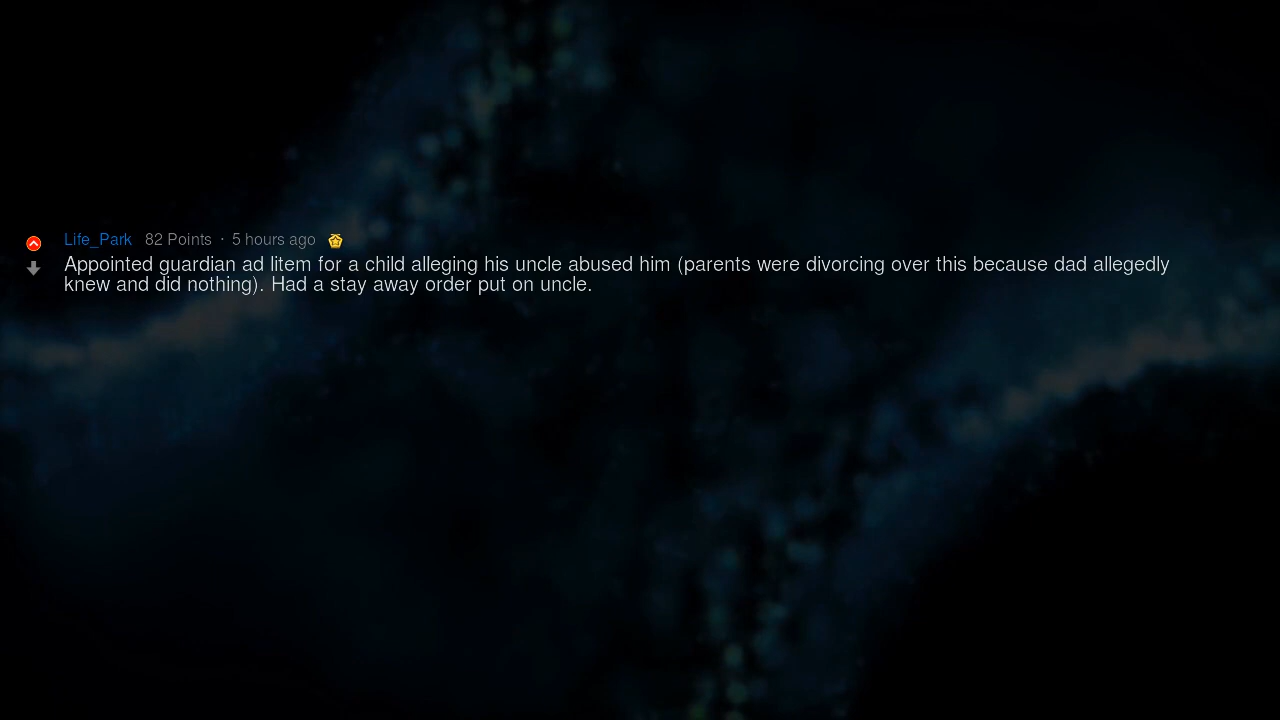 Life_Park 82 Points · 5 hours ago
Appointed guardian ad litem for a child alleging his uncle abused him (parents were divorcing over this because dad allegedly
knew and did nothing). Had a stay away order put on uncle.